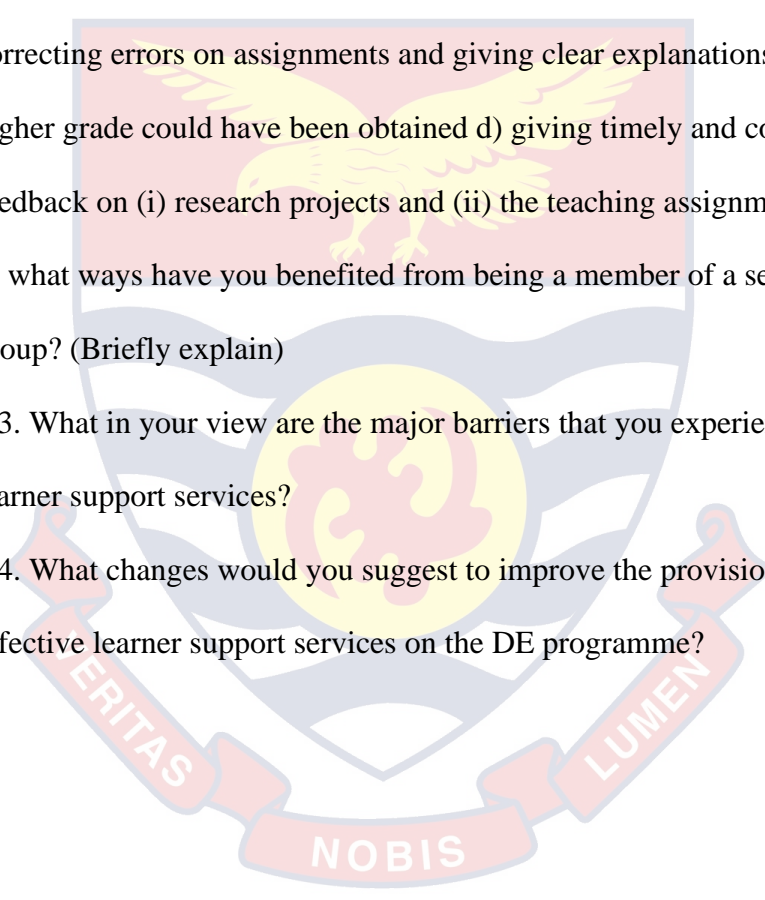 orrecting errors on assignments and giving clear explanations
gher grade could have been obtained d) giving timely and co
edback on (i) research projects and (ii) the teaching assignm
what ways have you benefited from being a member of a se
oup? (Briefly explain)
3. What in your view are the major barriers that you experie
arner support services?
4. What changes would you suggest to improve the provisio
fective learner support services on the DE programme?
VERITAS
NOBIS
LUMEN